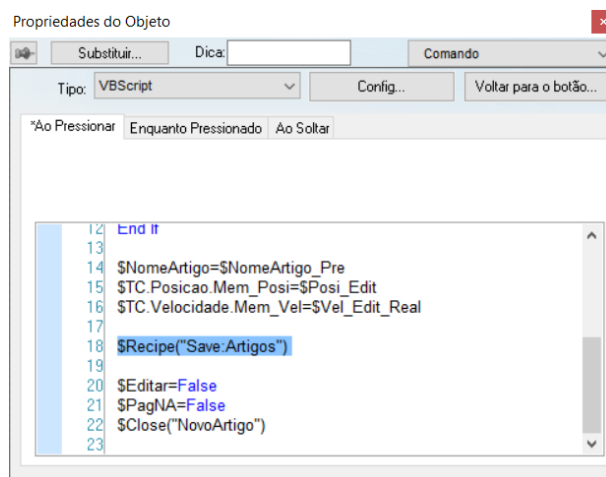 Propriedades do Objeto
Substituir... Dica: Comando
Tipo: VBScript Config... Voltar para o botão...
*Ao Pressionar Enquanto Pressionado Ao Soltar
12 End If
13
14 $NomeArtigo=$NomeArtigo_Pre
15 $TC.Posicao.Mem_Posi=$Posi_Edit
16 $TC.Velocidade.Mem_Vel=$Vel_Edit_Real
17
18 $Recipe("Save:Artigos")
19
20 $Editar=False
21 $PagNA=False
22 $Close("NovoArtigo")
23